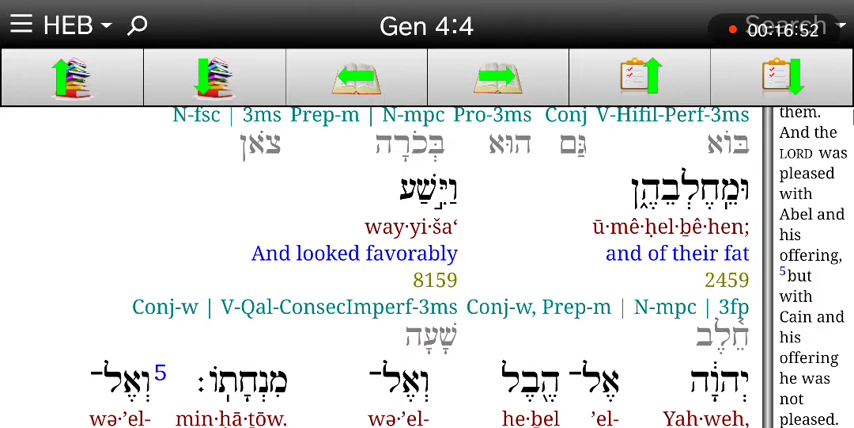 HEB
Gen 4:4
Search
00:16:52
N-fsc | 3ms Prep-m | N-mpc Pro-3ms Conj V-Hifil-Perf-3ms
בּוֹא גַּם הוּא בְּכֹרָה צֹאן
וּמֵֽחֶלְבֵהֶ֑ן וַיִּ֣שַׁע
way·yi·ša‘ ū·mê·ḥel·ḇê·hen;
And looked favorably and of their fat
8159 2459
Conj-w | V-Qal-ConsecImperf-3ms Conj-w, Prep-m | N-mpc | 3fp
חֵ֫לֶב שָׁעָה
יְהוָ֔ה אֶל־ הֶ֖בֶל וְאֶל־ מִנְחָתֽוֹ׃ 5 וְאֶל־
wə·’el- min·ḥā·ṯōw. wə·’el- he·ḇel ’el- Yah·weh,
them.
And the
LORD was
pleased
with
Abel and
his
offering,
5but
with
Cain and
his
offering
he was
not
pleased.